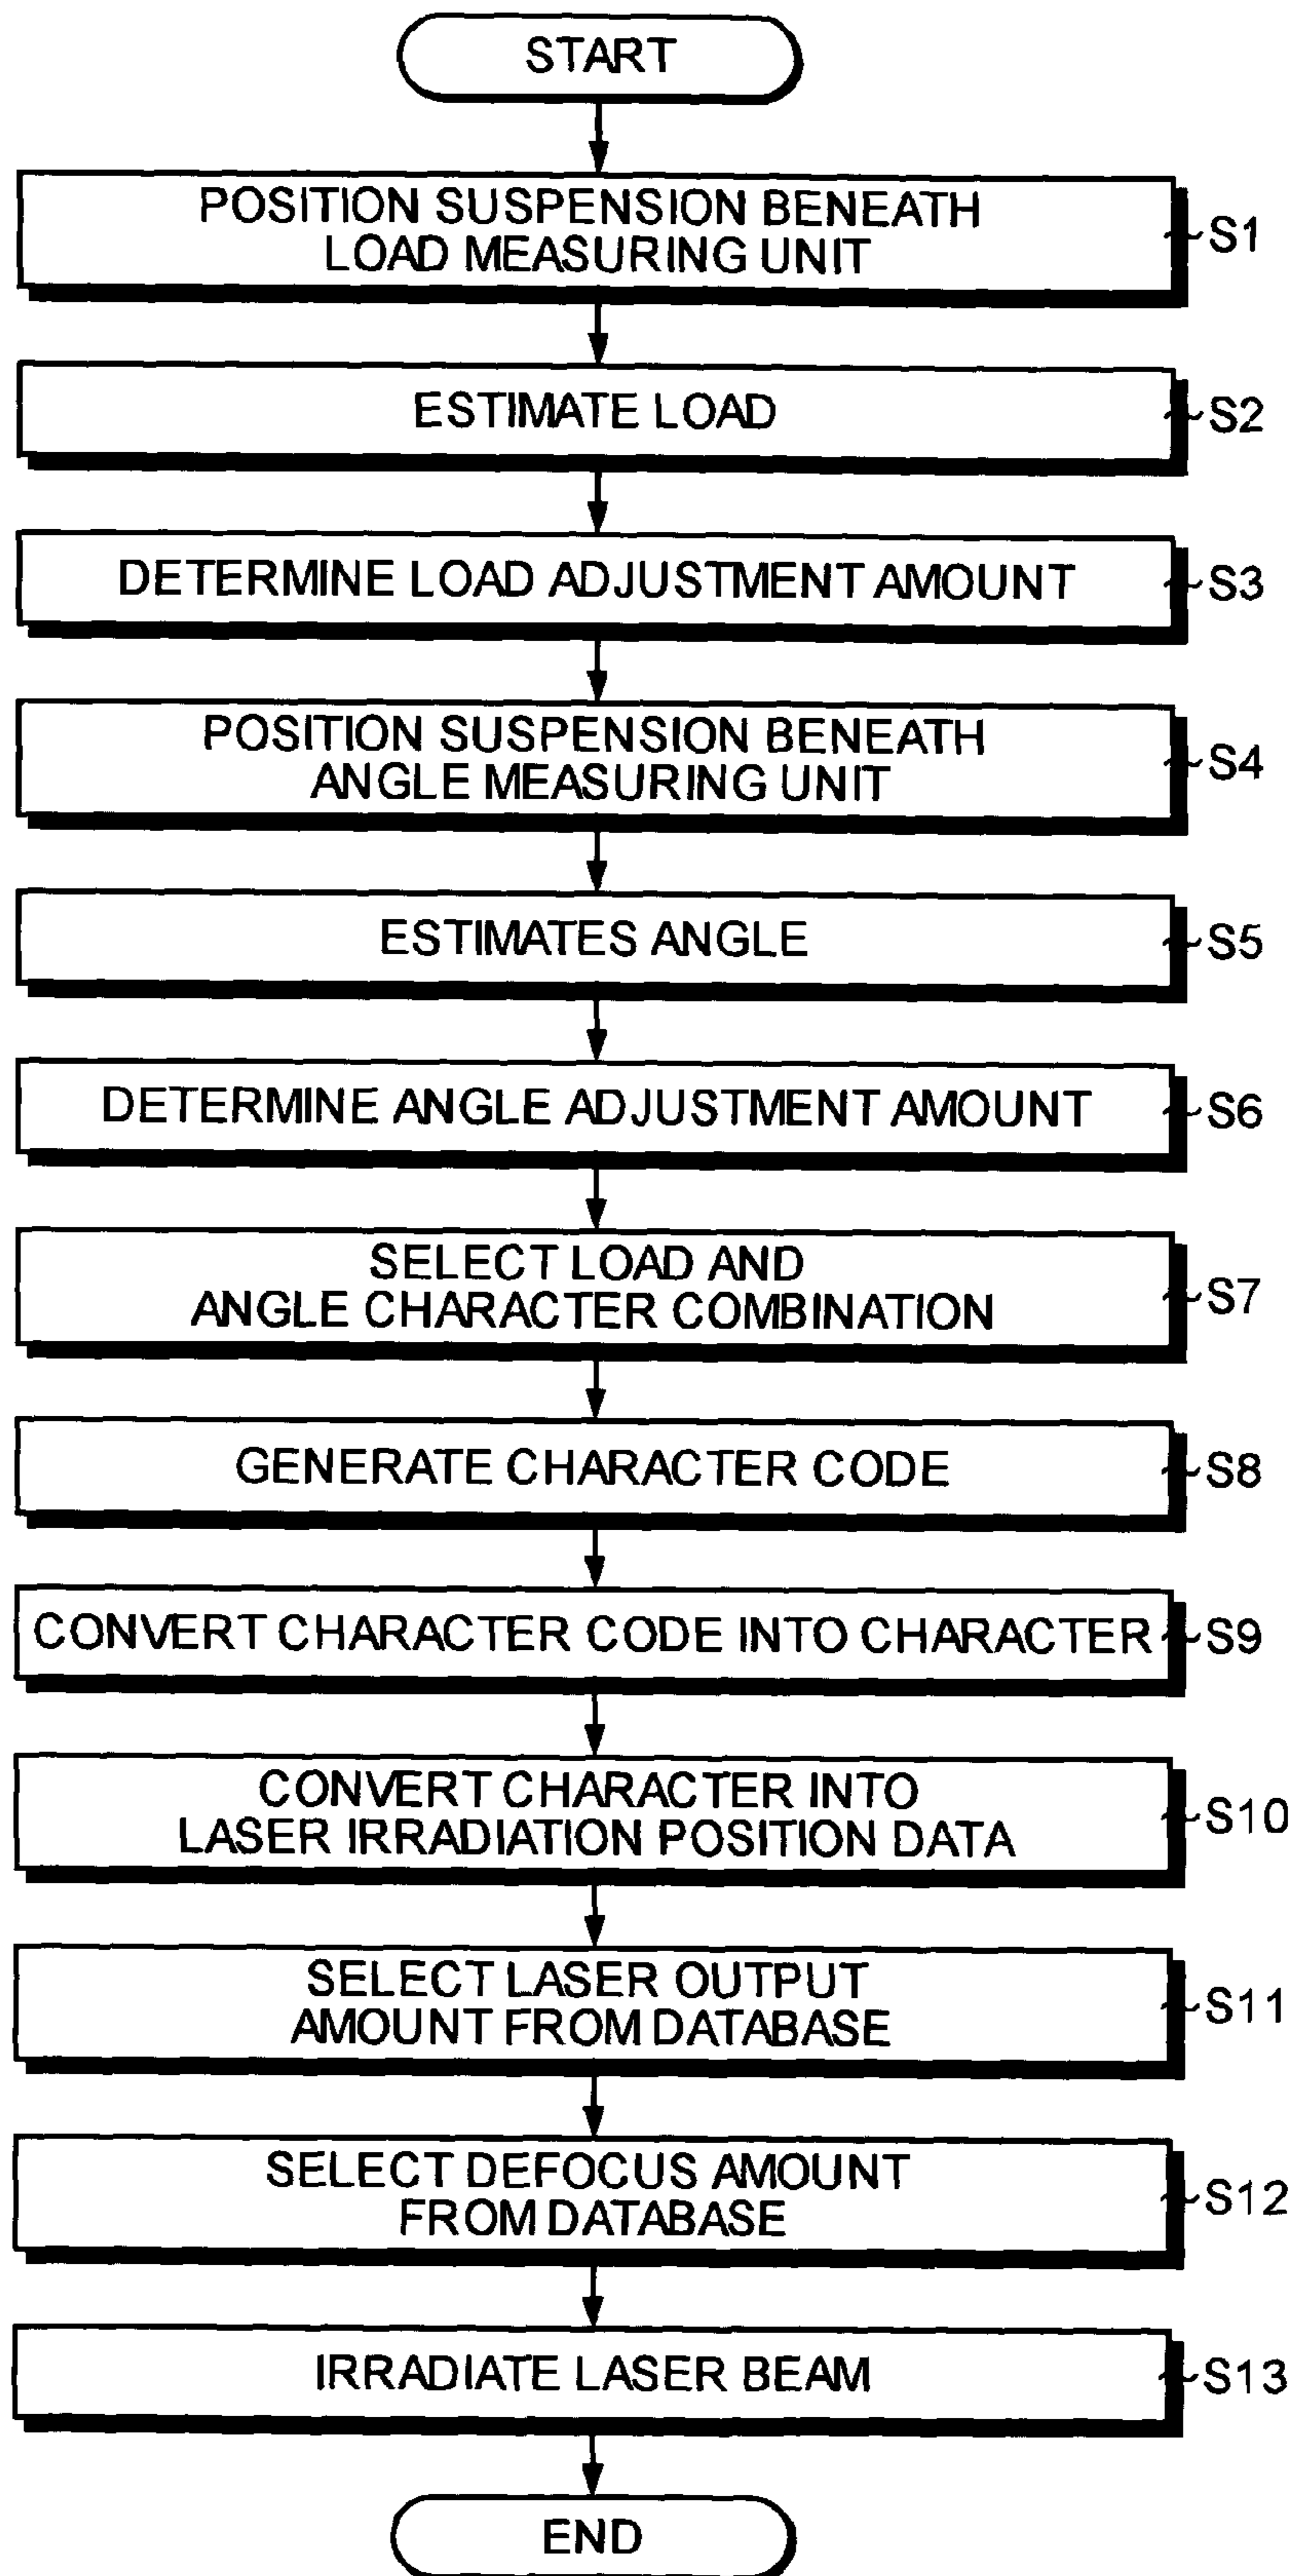 START
POSITION SUSPENSION BENEATH
LOAD MEASURING UNIT
S1
ESTIMATE LOAD
S2
DETERMINE LOAD ADJUSTMENT AMOUNT
S3
POSITION SUSPENSION BENEATH
ANGLE MEASURING UNIT
S4
ESTIMATES ANGLE
S5
DETERMINE ANGLE ADJUSTMENT AMOUNT
S6
SELECT LOAD AND
ANGLE CHARACTER COMBINATION
S7
GENERATE CHARACTER CODE
S8
CONVERT CHARACTER CODE INTO CHARACTER
S9
CONVERT CHARACTER INTO
LASER IRRADIATION POSITION DATA
S10
SELECT LASER OUTPUT
AMOUNT FROM DATABASE
S11
SELECT DEFOCUS AMOUNT
FROM DATABASE
S12
IRRADIATE LASER BEAM
S13
END